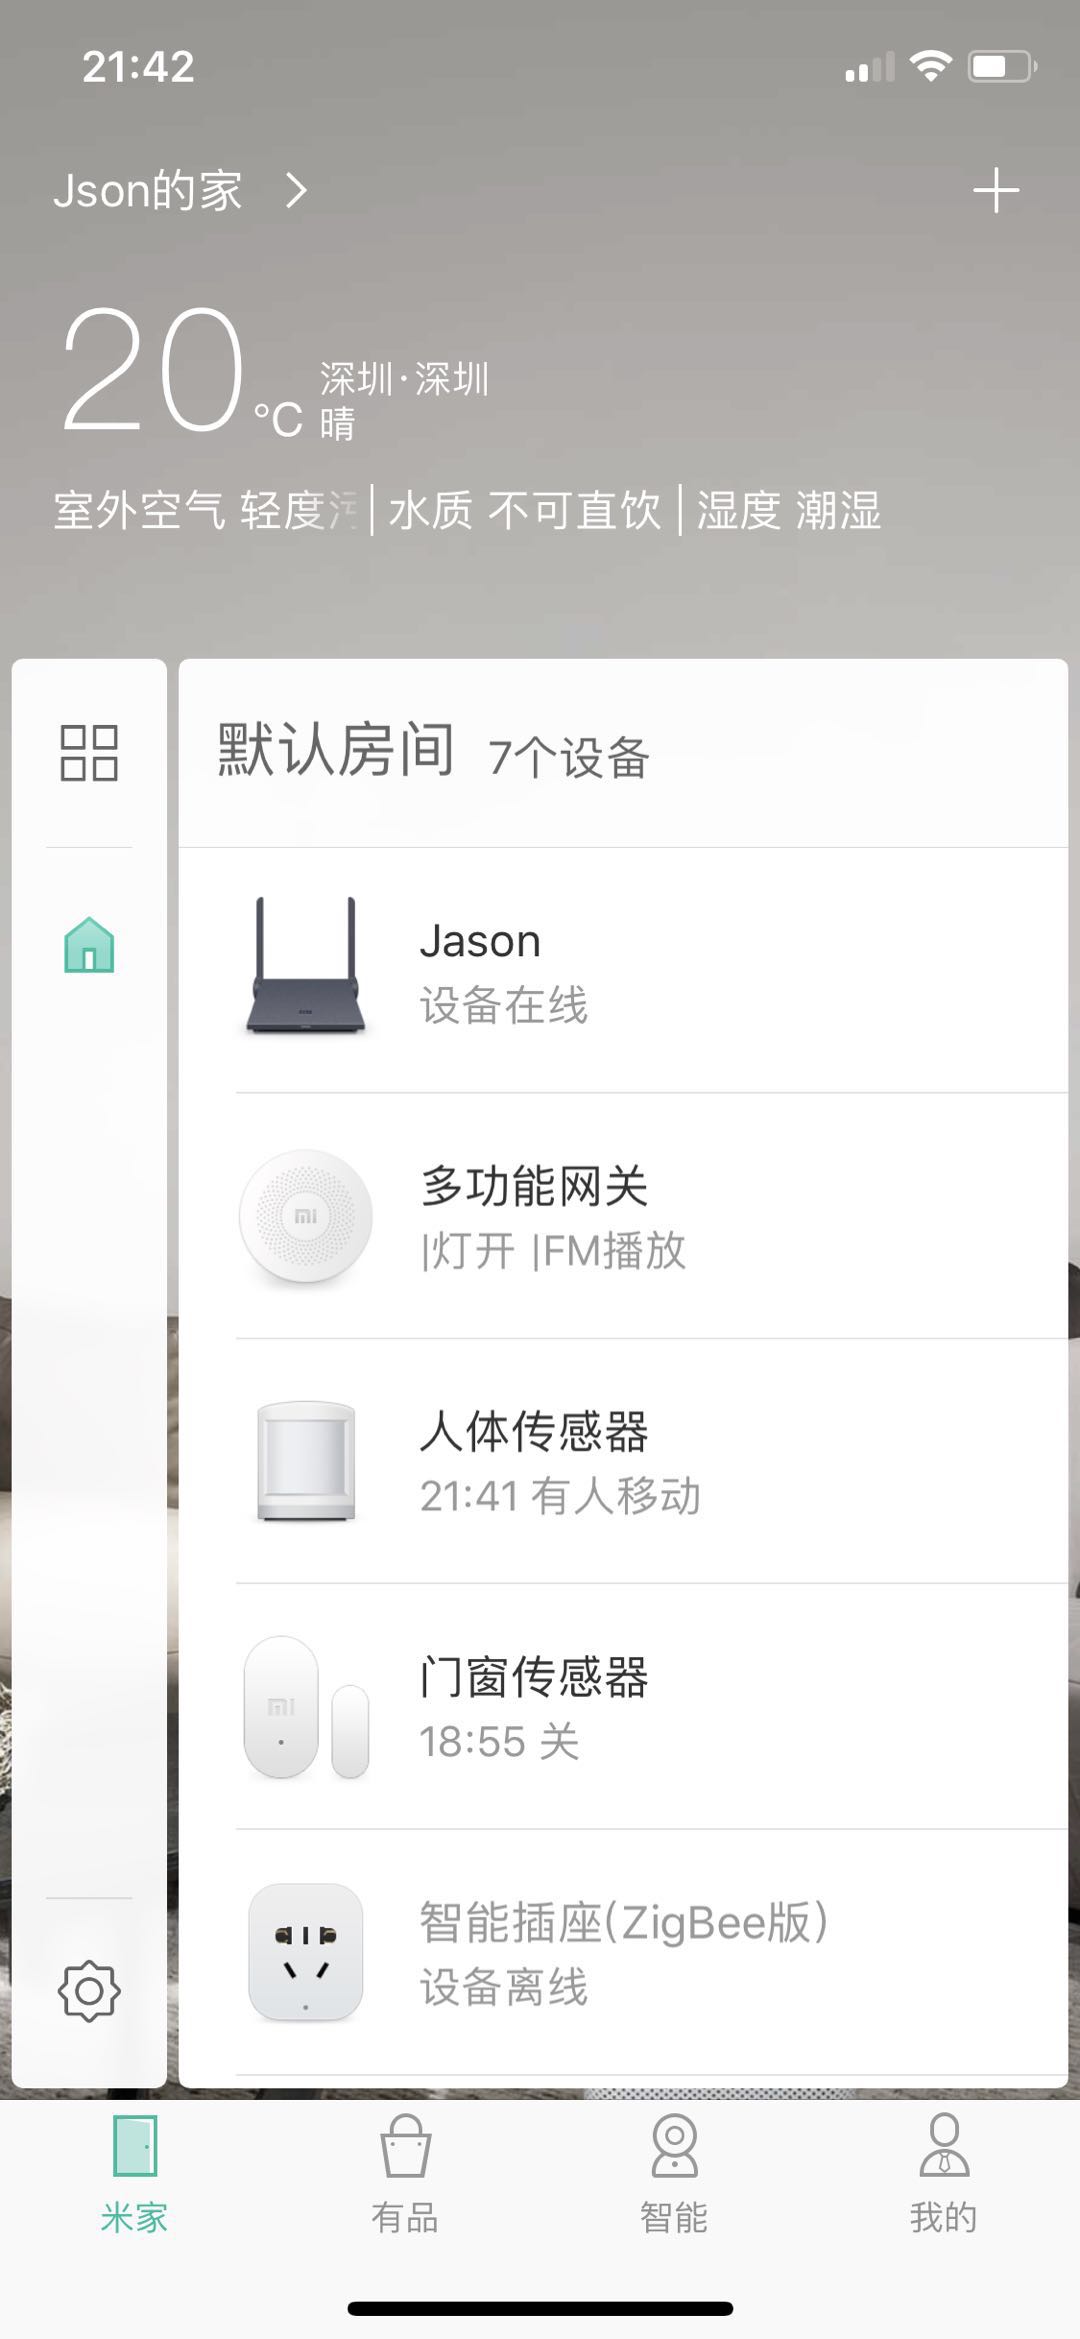 21:42
Json的家
20 °C
深圳·深圳
晴
室外空气 轻度 | 水质 不可直饮 | 湿度 潮湿
默认房间 7个设备
Jason
设备在线
mi
多功能网关
|灯开 |FM播放
人体传感器
21:41 有人移动
mi
门窗传感器
18:55 关
智能插座(ZigBee版)
设备离线
米家
有品
智能
我的